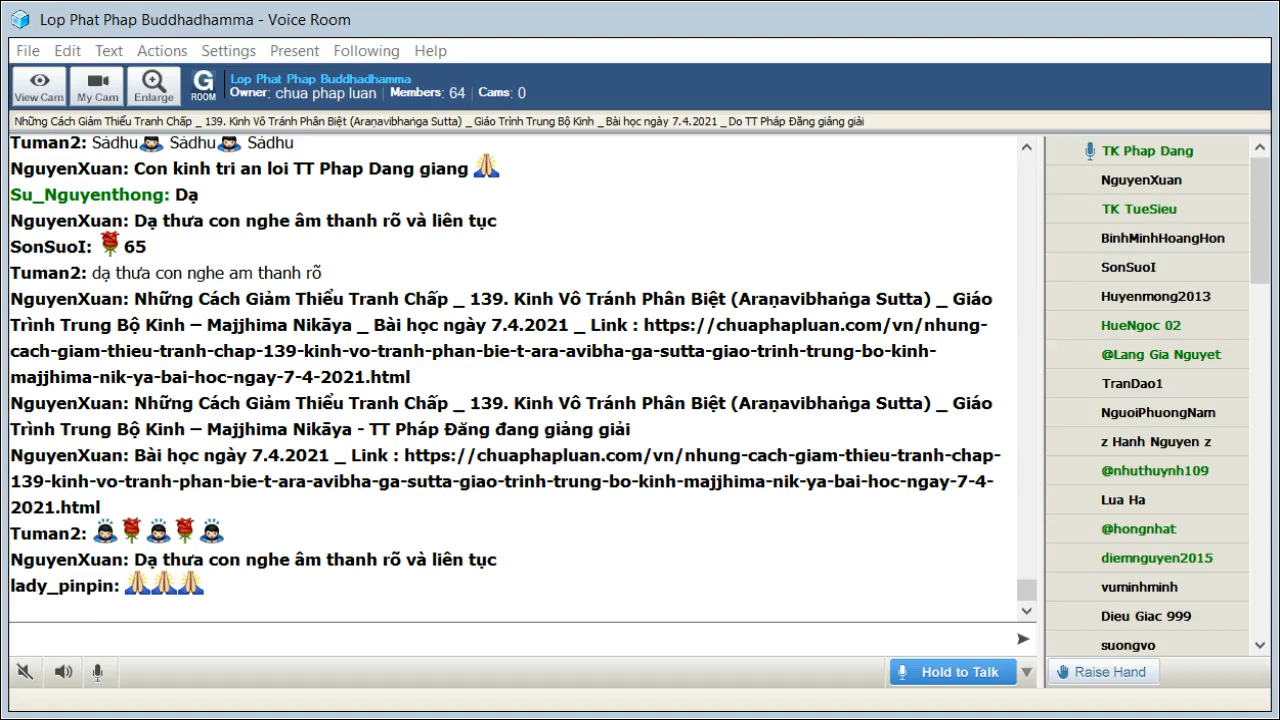 Lop Phat Phap Buddhadhamma - Voice Room
File Edit Text Actions Settings Present Following Help
View Cam My Cam Enlarge G ROOM Lop Phat Phap Buddhadhamma
Owner: chua phap luan | Members: 64 | Cams: 0
Những Cách Giảm Thiểu Tranh Chấp _ 139. Kinh Vô Tránh Phân Biệt (Araṇavibhaṅga Sutta) _ Giáo Trình Trung Bộ Kinh _ Bài học ngày 7.4.2021 _ Do TT Pháp Đăng giảng giải
Tuman2: Sádhu🙇 Sádhu🙇 Sádhu
NguyenXuan: Con kinh tri an loi TT Phap Dang giang 🙏
Su_Nguyenthong: Dạ
NguyenXuan: Dạ thưa con nghe âm thanh rõ và liên tục
SonSuoI: 🌹65
Tuman2: dạ thưa con nghe am thanh rõ
NguyenXuan: Những Cách Giảm Thiểu Tranh Chấp _ 139. Kinh Vô Tránh Phân Biệt (Araṇavibhaṅga Sutta) _ Giáo
Trình Trung Bộ Kinh – Majjhima Nikāya _ Bài học ngày 7.4.2021 _ Link : https://chuaphapluan.com/vn/nhung-
cach-giam-thieu-tranh-chap-139-kinh-vo-tranh-phan-bie-t-ara-avibha-ga-sutta-giao-trinh-trung-bo-kinh-
majjhima-nik-ya-bai-hoc-ngay-7-4-2021.html
NguyenXuan: Những Cách Giảm Thiểu Tranh Chấp _ 139. Kinh Vô Tránh Phân Biệt (Araṇavibhaṅga Sutta) _ Giáo
Trình Trung Bộ Kinh – Majjhima Nikāya - TT Pháp Đăng đang giảng giải
NguyenXuan: Bài học ngày 7.4.2021 _ Link : https://chuaphapluan.com/vn/nhung-cach-giam-thieu-tranh-chap-
139-kinh-vo-tranh-phan-bie-t-ara-avibha-ga-sutta-giao-trinh-trung-bo-kinh-majjhima-nik-ya-bai-hoc-ngay-7-4-
2021.html
Tuman2: 🙇🌹🙇🌹🙇
NguyenXuan: Dạ thưa con nghe âm thanh rõ và liên tục
lady_pinpin: 🙏🙏🙏
TK Phap Dang
NguyenXuan
TK TueSieu
BinhMinhHoangHon
SonSuoI
Huyenmong2013
HueNgoc 02
@Lang Gia Nguyet
TranDao1
NguoiPhuongNam
z Hanh Nguyen z
@nhuthuynh109
Lua Ha
@hongnhat
diemnguyen2015
vuminhminh
Dieu Giac 999
suongvo
Hold to Talk
Raise Hand